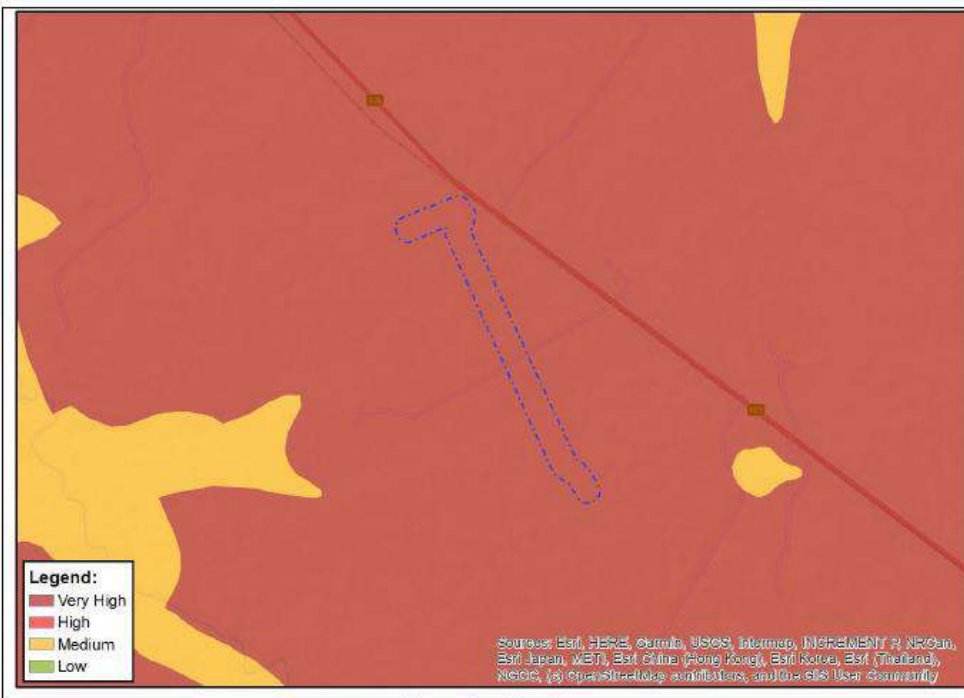 Legend:
Very High
High
Medium
Low
Sources: Esri, HERE, Garmin, USGS, Intermap, INCREMENT P, NRCan,
Esri Japan, METI, Esri China (Hong Kong), Esri Korea, Esri (Thailand),
NGCC, (c) OpenStreetMap contributors, and the GIS User Community